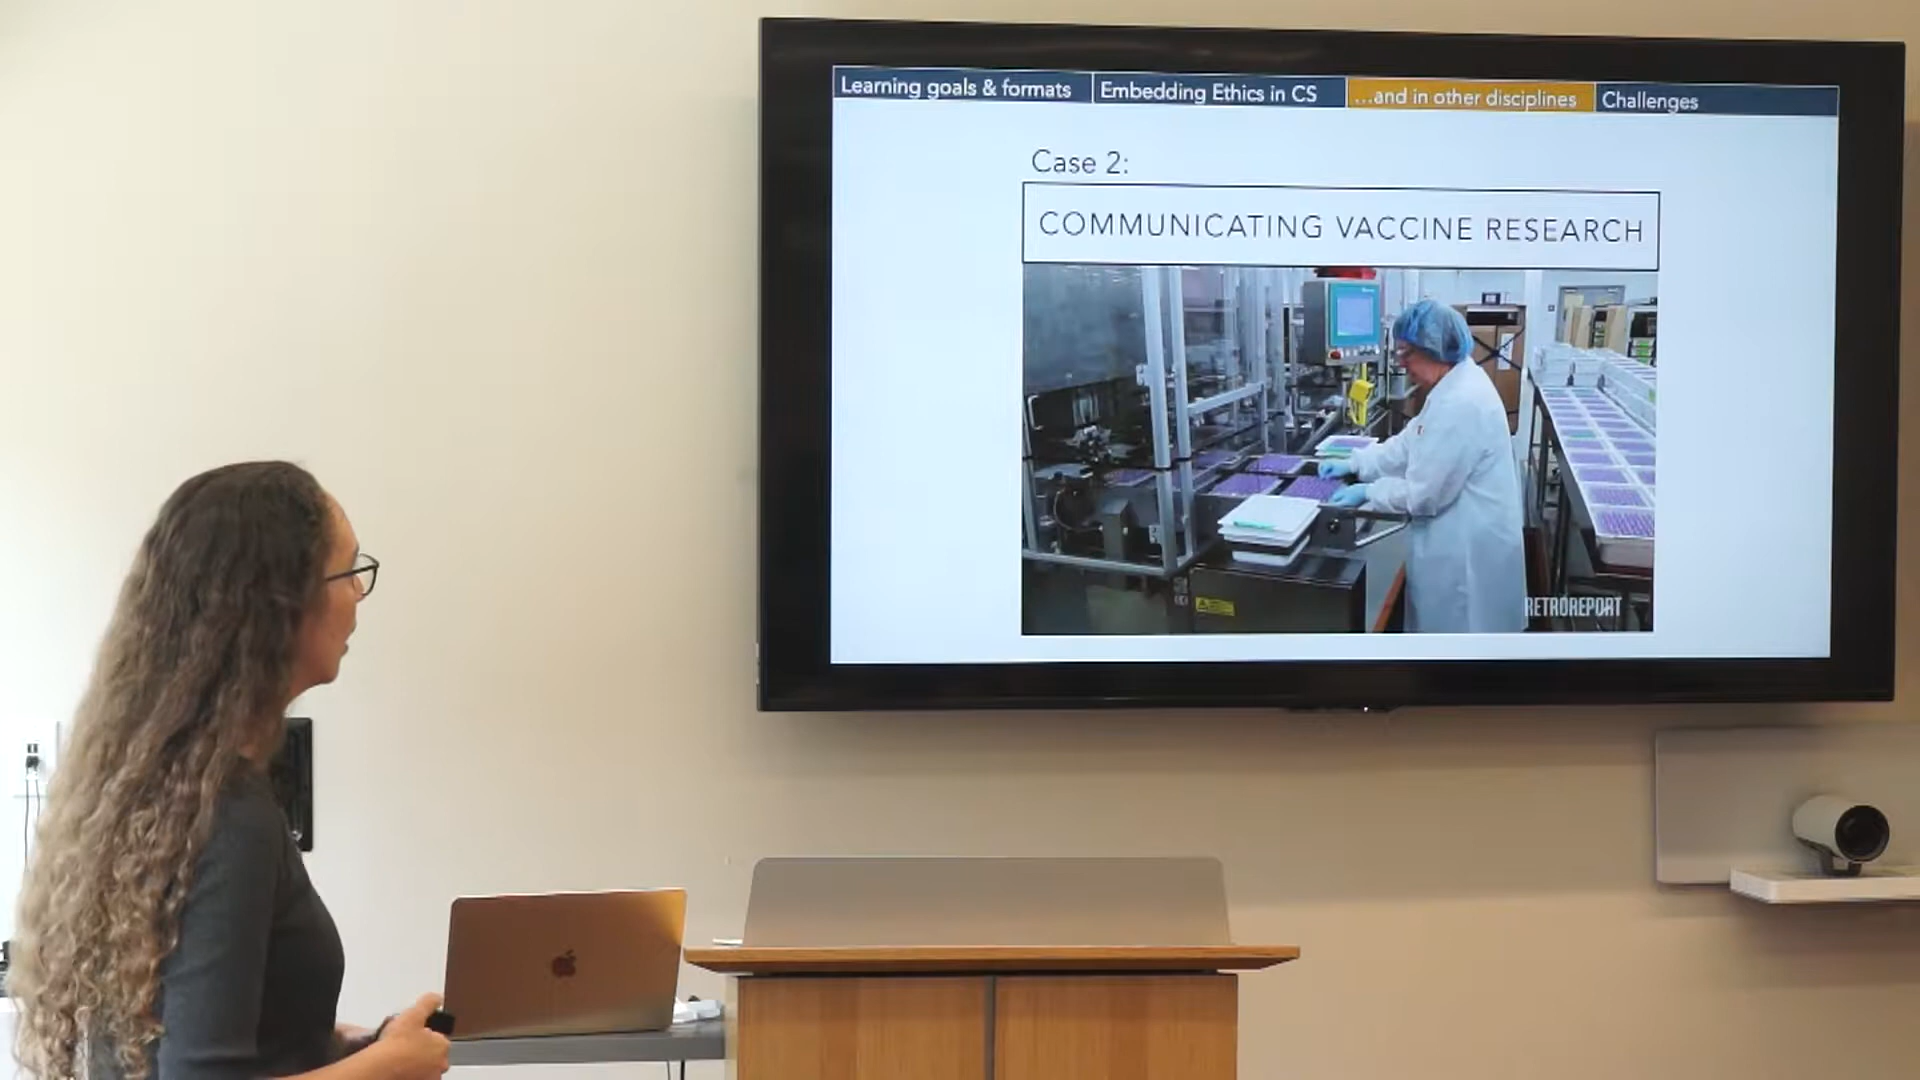 Learning goals & formats
Embedding Ethics in CS
...and in other disciplines
Challenges
Case 2:
COMMUNICATING VACCINE RESEARCH
RETROREPORT